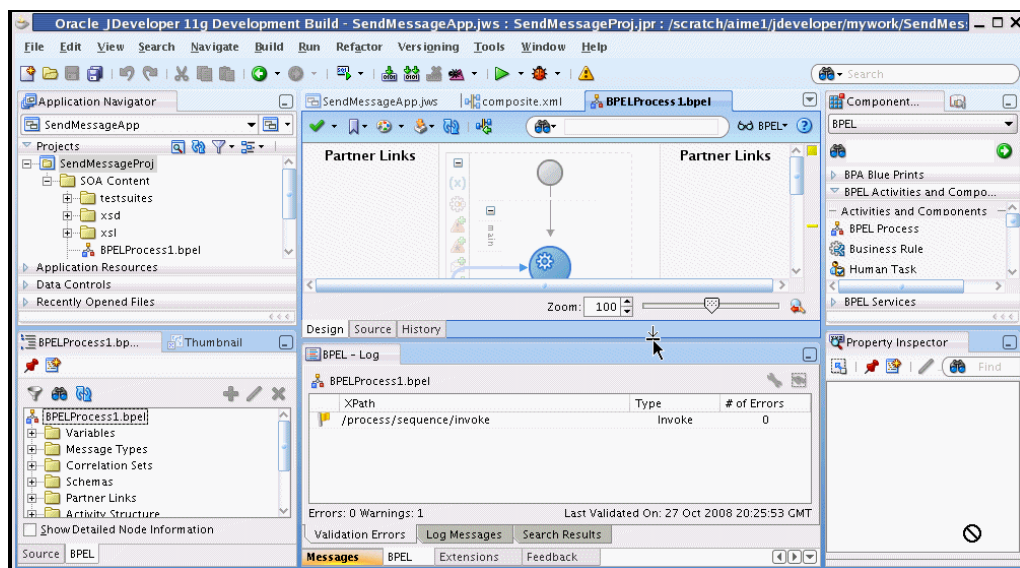 Oracle JDeveloper 11g Development Build - SendMessageApp.jws : SendMessageProj.jpr : /scratch/aime1/jdeveloper/mywork/SendMes
File Edit View Search Navigate Build Run Refactor Versioning Tools Window Help
Search
Application Navigator
SendMessageApp
Projects
SendMessageProj
SOA Content
testsuites
xsd
xsl
BPELProcess1.bpel
Application Resources
Data Controls
Recently Opened Files
SendMessageApp.jws composite.xml BPELProcess1.bpel
BPEL
Partner Links Partner Links
(x)
main
Zoom: 100
Design Source History
Component...
BPEL
BPA Blue Prints
BPEL Activities and Compo...
Activities and Components
BPEL Process
Business Rule
Human Task
BPEL Services
BPELProcess1.bp... Thumbnail
BPELProcess1.bpel
Variables
Message Types
Correlation Sets
Schemas
Partner Links
Activity Structure
Show Detailed Node Information
Source BPEL
BPEL - Log
BPELProcess1.bpel
XPath Type # of Errors
/process/sequence/invoke Invoke 0
Errors: 0 Warnings: 1 Last Validated On: 27 Oct 2008 20:25:53 GMT
Validation Errors Log Messages Search Results
Messages BPEL Extensions Feedback
Property Inspector
Find